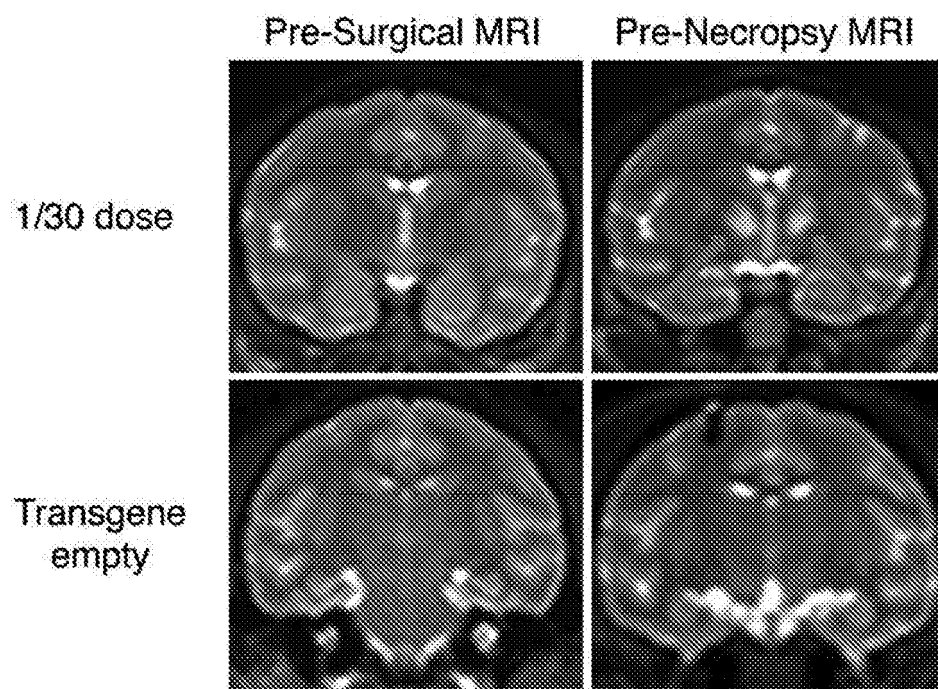 Pre-Surgical MRI
Pre-Necropsy MRI
1/30 dose
Transgene
empty